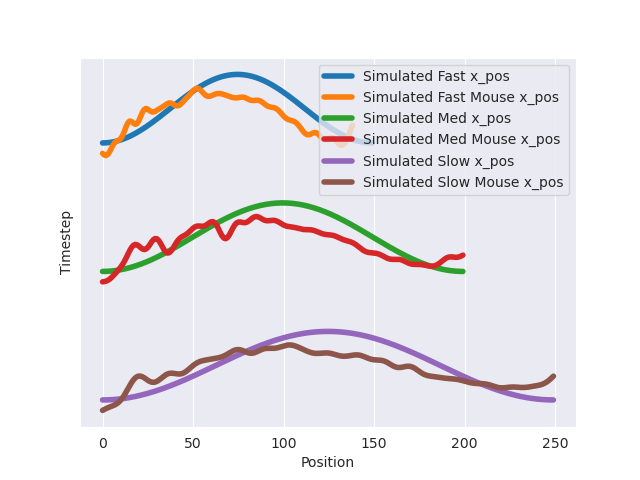 Simulated Fast x_pos
Simulated Fast Mouse x_pos
Simulated Med x_pos
Simulated Med Mouse x_pos
Simulated Slow x_pos
Simulated Slow Mouse x_pos
Timestep
0 50 100 150 200 250
Position